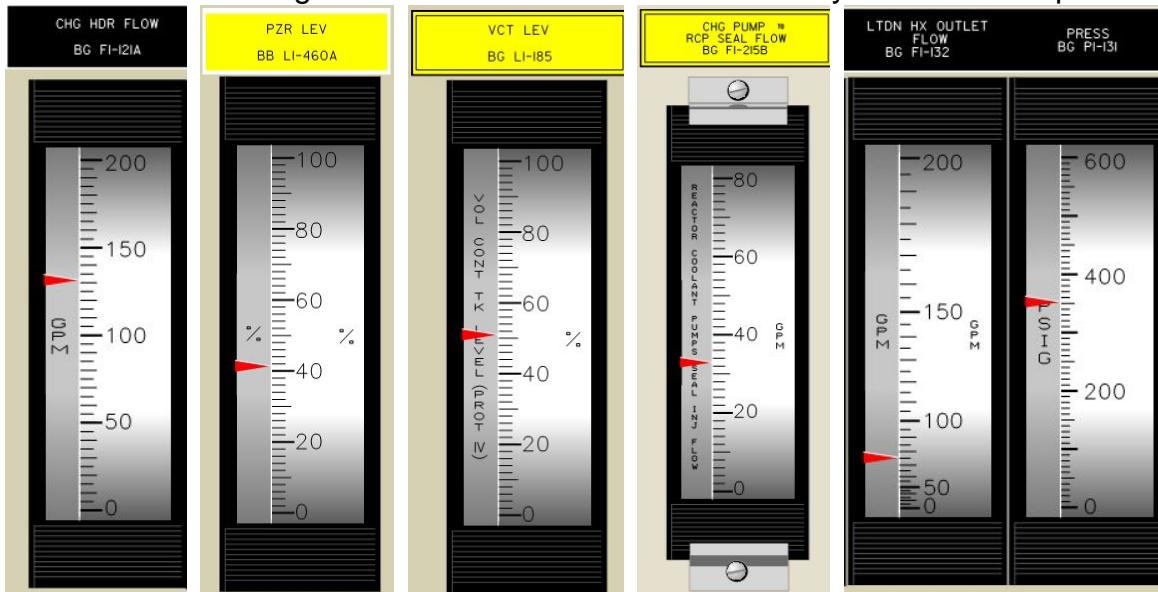 CHG HDR FLOW
BG FI-121A
200
150
100
50
0
GPM
PZR LEV
BB LI-460A
100
80
60
40
20
0
%
%
VCT LEV
BG LI-185
100
80
60
40
20
0
VOL CONT TK LEVEL (PROT IV)
%
CHG PUMP TO
RCP SEAL FLOW
BG FI-215B
80
60
40
20
0
REACTOR COOLANT PUMPS SEAL INJ FLOW
GPM
LTDN HX OUTLET
FLOW
BG FI-132
200
150
100
50
0
GPM
GPM
PRESS
BG PI-131
600
400
200
0
PSIG